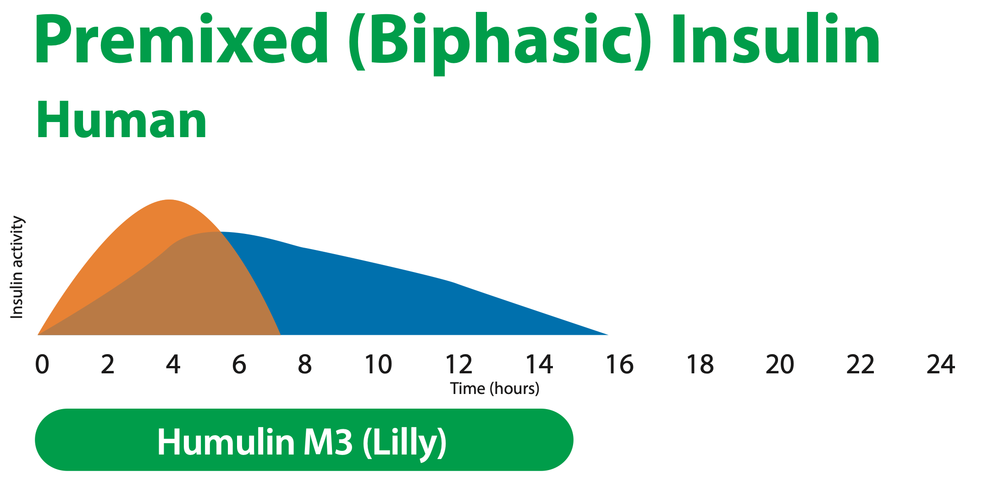 Premixed (Biphasic) Insulin
Human
Insulin activity
0 2 4 6 8 10 12 14 16 18 20 22 24
Time (hours)
Humulin M3 (Lilly)